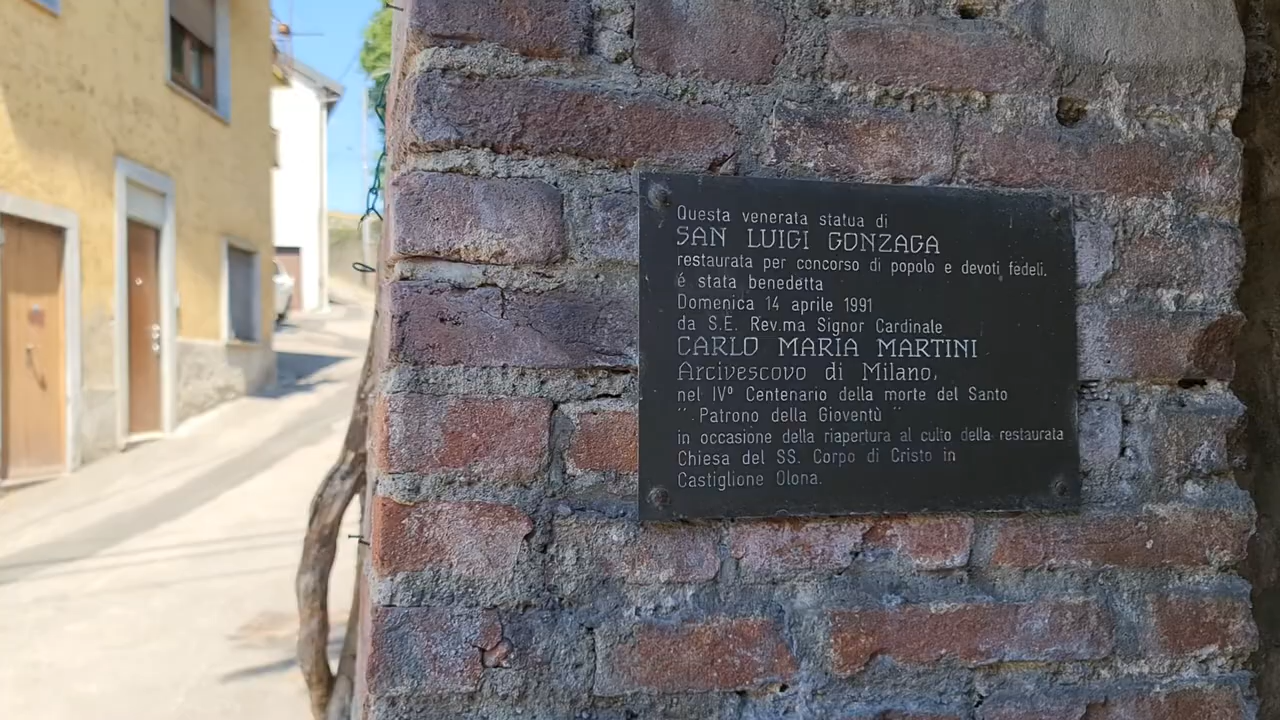 Questa venerata statua di
SAN LUIGI GONZAGA
restaurata per concorso di popolo e devoti fedeli.
é stata benedetta
Domenica 14 aprile 1991
da S.E. Rev.ma Signor Cardinale
CARLO MARIA MARTINI
Arcivescovo di Milano,
nel IVº Centenario della morte del Santo
" Patrono della Gioventù "
in occasione della riapertura al culto della restaurata
Chiesa del SS. Corpo di Cristo in
Castiglione Olona.